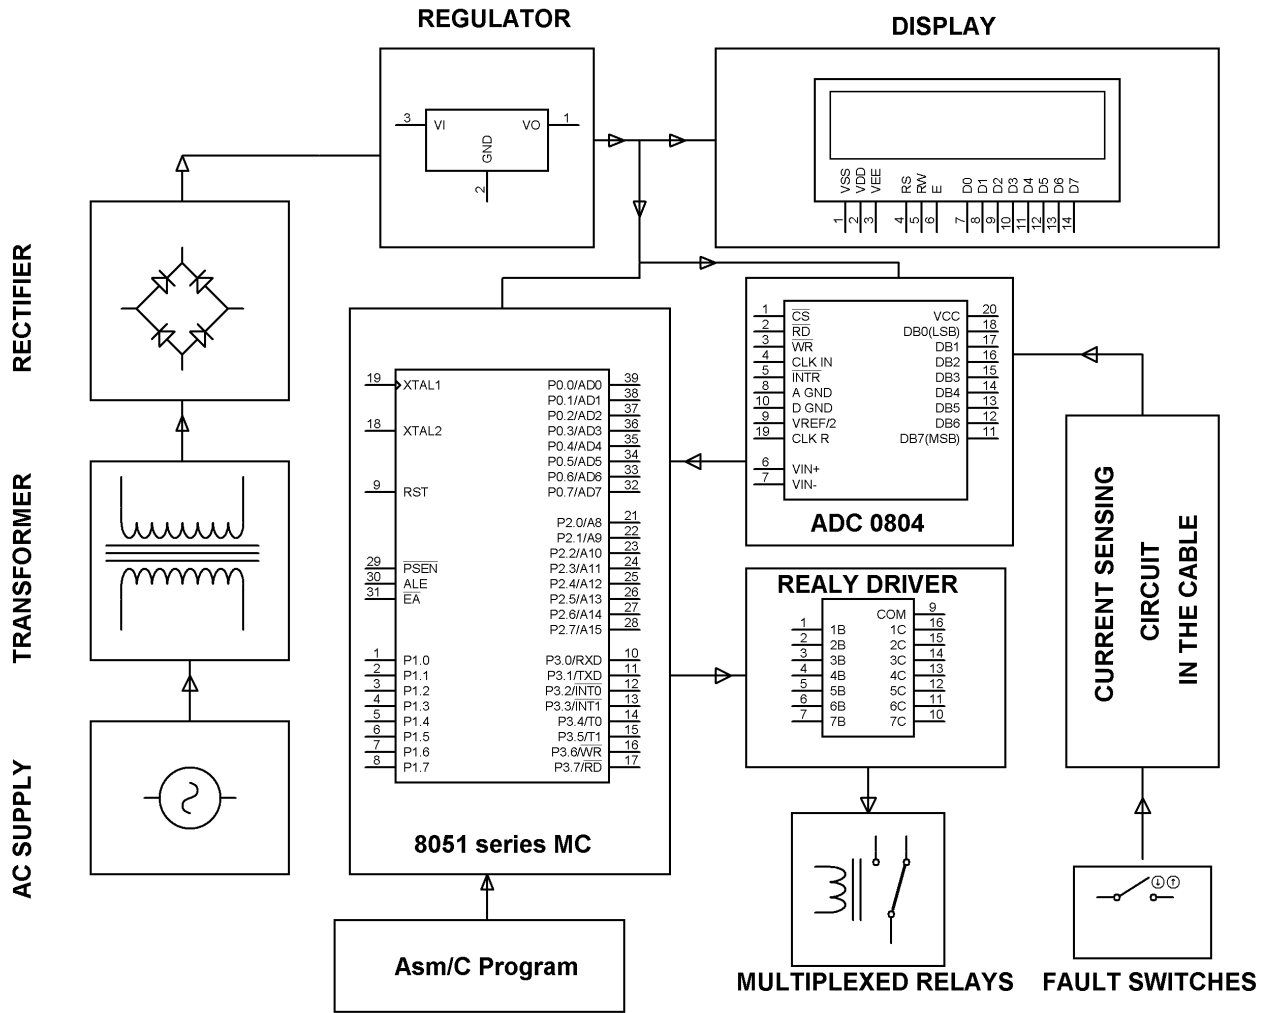 REGULATOR
DISPLAY
3 VI VO 1
GND
2
VSS VDD VEE RS RW E D0 D1 D2 D3 D4 D5 D6 D7
1 2 3 4 5 6 7 8 9 10 11 12 13 14
RECTIFIER
TRANSFORMER
AC SUPPLY
19 XTAL1 P0.0/AD0 39
P0.1/AD1 38
P0.2/AD2 37
18 XTAL2 P0.3/AD3 36
P0.4/AD4 35
P0.5/AD5 34
P0.6/AD6 33
9 RST P0.7/AD7 32
P2.0/A8 21
P2.1/A9 22
P2.2/A10 23
29 PSEN P2.3/A11 24
30 ALE P2.4/A12 25
31 EA P2.5/A13 26
P2.6/A14 27
P2.7/A15 28
1 P1.0 P3.0/RXD 10
2 P1.1 P3.1/TXD 11
3 P1.2 P3.2/INT0 12
4 P1.3 P3.3/INT1 13
5 P1.4 P3.4/T0 14
6 P1.5 P3.5/T1 15
7 P1.6 P3.6/WR 16
8 P1.7 P3.7/RD 17
8051 series MC
Asm/C Program
1 CS VCC 20
2 RD DB0(LSB) 18
3 WR DB1 17
4 CLK IN DB2 16
5 INTR DB3 15
8 A GND DB4 14
10 D GND DB5 13
9 VREF/2 DB6 12
19 CLK R DB7(MSB) 11
6 VIN+
7 VIN-
ADC 0804
REALY DRIVER
COM 9
1 1B 1C 16
2 2B 2C 15
3 3B 3C 14
4 4B 4C 13
5 5B 5C 12
6 6B 6C 11
7 7B 7C 10
MULTIPLEXED RELAYS
CURRENT SENSING
CIRCUIT
IN THE CABLE
FAULT SWITCHES